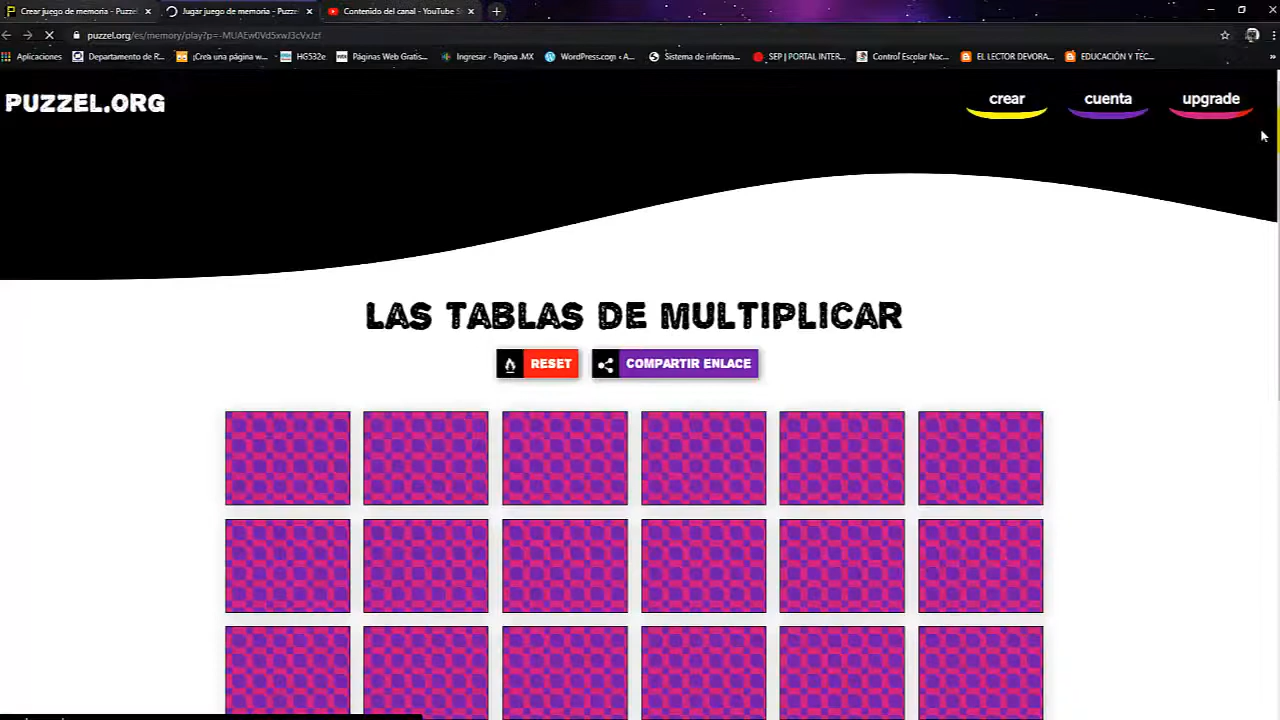 Crear juego de memoria - Puzzel
Jugar juego de memoria - Puzze
Contenido del canal - YouTube S
puzzel.org/es/memory/play?p=-MUAEw0Vd5xwJ3cVxJzf
Aplicaciones
Departamento de R...
¡Crea una página w...
HG532e
Páginas Web Gratis...
Ingresar - Pagina .MX
WordPress.com « A...
Sistema de informa...
SEP | PORTAL INTER...
Control Escolar Nac...
EL LECTOR DEVORA...
EDUCACIÓN Y TEC...
»
PUZZEL.ORG
crear
cuenta
upgrade
LAS TABLAS DE MULTIPLICAR
RESET
COMPARTIR ENLACE